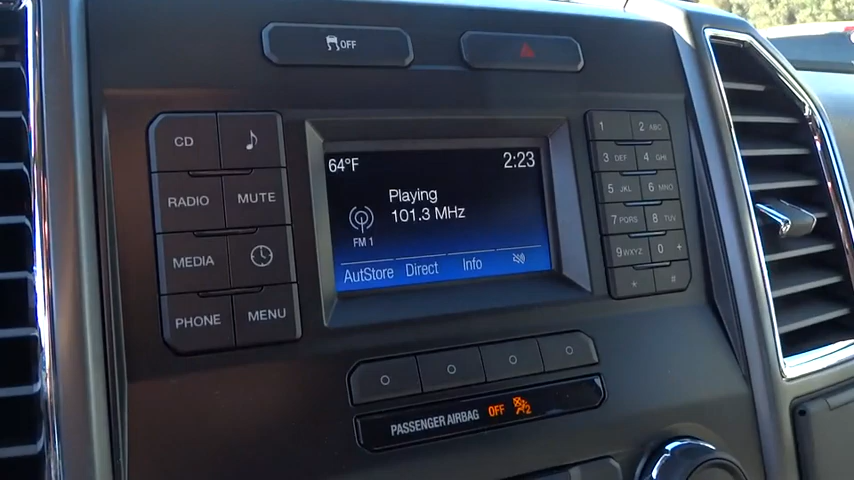 OFF
CD
RADIO
MUTE
MEDIA
PHONE
MENU
64°F
2:23
Playing
101.3 MHz
FM 1
AutStore Direct Info
1 2 ABC
3 DEF 4 GHI
5 JKL 6 MNO
7 PQRS 8 TUV
9 WXYZ 0 +
* #
PASSENGER AIRBAG OFF